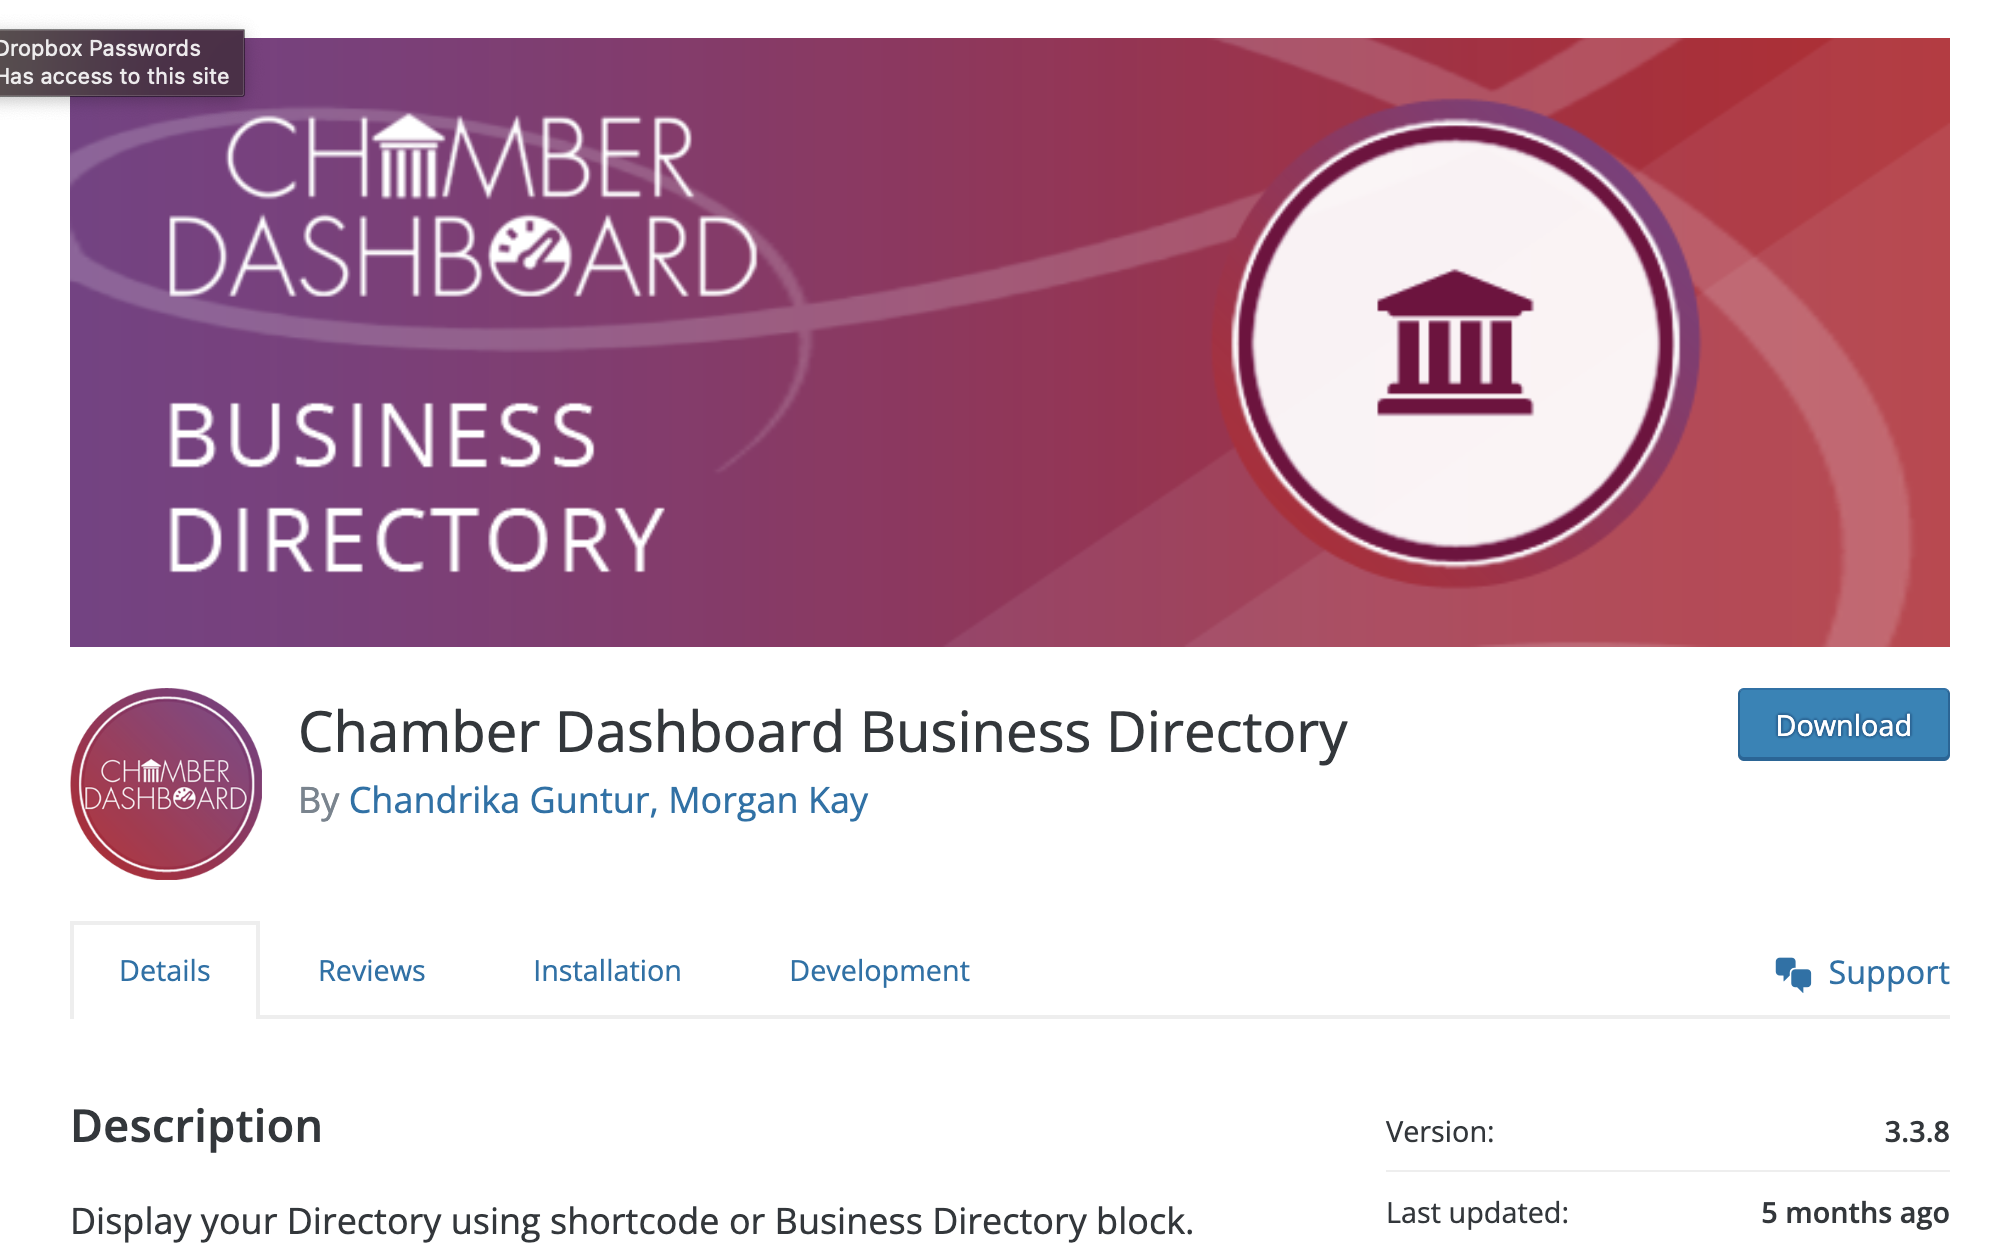 Dropbox Passwords
Has access to this site
CHAMBER
DASHBOARD
BUSINESS
DIRECTORY
CHAMBER
DASHBOARD
Chamber Dashboard Business Directory
Download
By Chandrika Guntur, Morgan Kay
Details
Reviews
Installation
Development
Support
Description
Version:
3.3.8
Display your Directory using shortcode or Business Directory block.
Last updated:
5 months ago